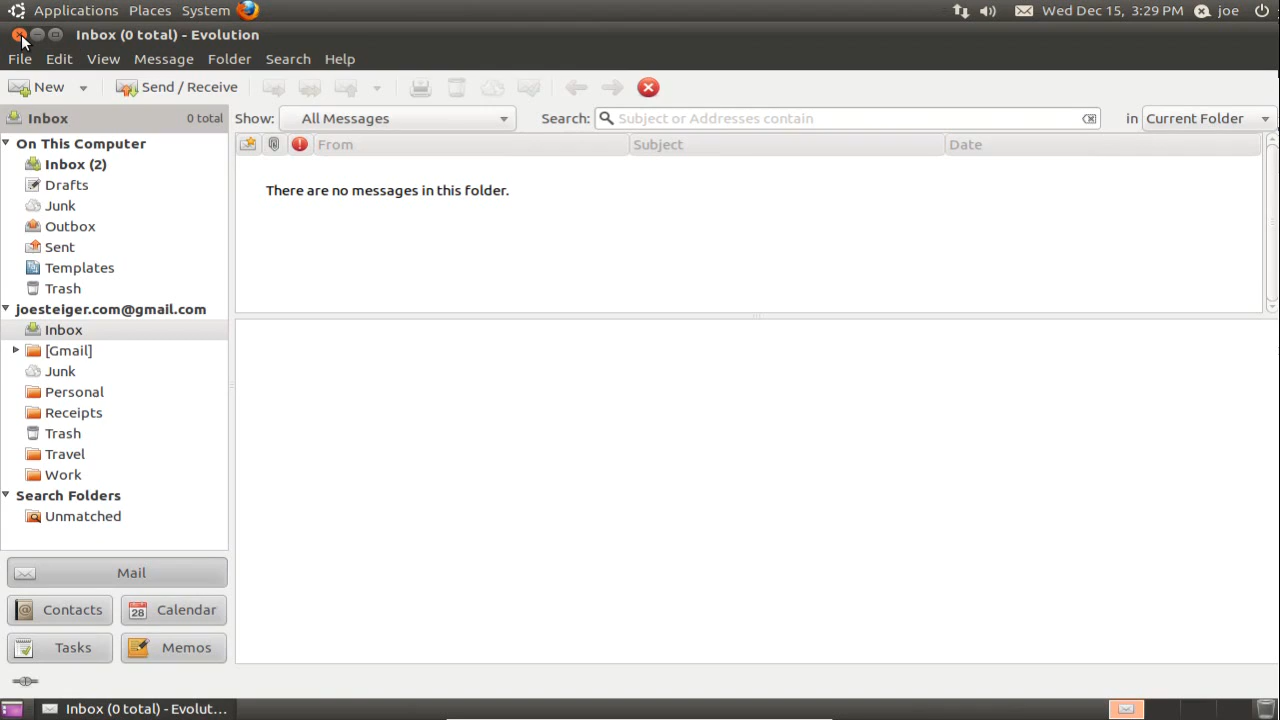 Applications Places System Wed Dec 15, 3:29 PM joe
Inbox (0 total) - Evolution
File Edit View Message Folder Search Help
New Send / Receive
Inbox 0 total Show: All Messages Search: Subject or Addresses contain in Current Folder
From Subject Date
There are no messages in this folder.
On This Computer
Inbox (2)
Drafts
Junk
Outbox
Sent
Templates
Trash
joesteiger.com@gmail.com
Inbox
[Gmail]
Junk
Personal
Receipts
Trash
Travel
Work
Search Folders
Unmatched
Mail
Contacts Calendar
28
Tasks Memos
Inbox (0 total) - Evolut...